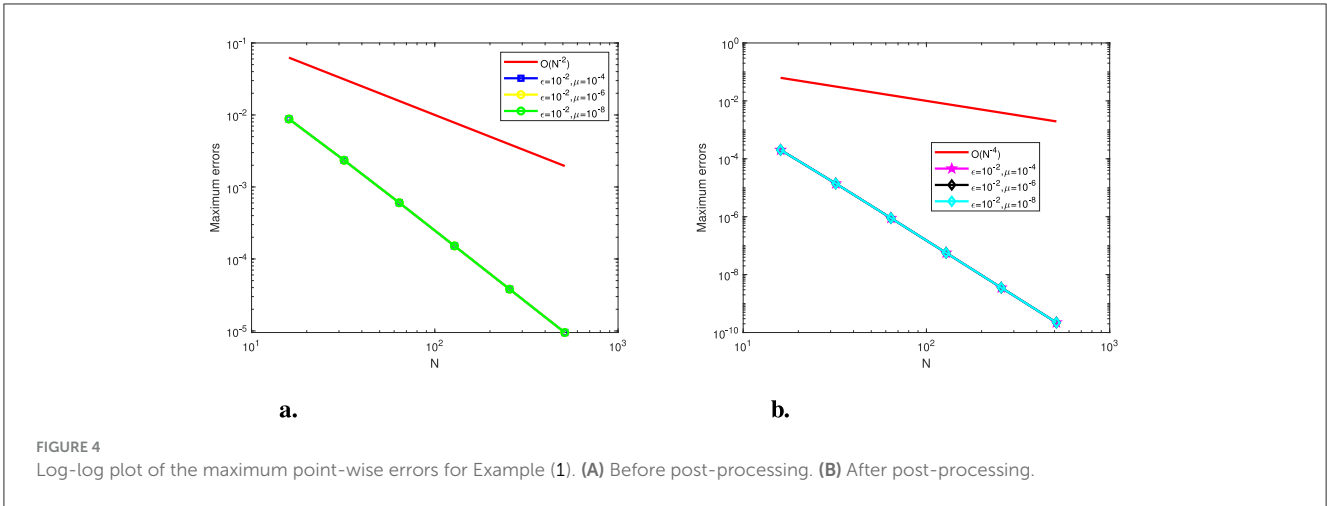 10^-1
10^-2
10^-3
10^-4
10^-5
10^1
10^2
10^3
Maximum errors
N
O(N^-2)
ϵ=10^-2,μ=10^-4
ϵ=10^-2,μ=10^-6
ϵ=10^-2,μ=10^-8
a.
10^0
10^-2
10^-4
10^-6
10^-8
10^-10
10^1
10^2
10^3
Maximum errors
N
O(N^-4)
ϵ=10^-2,μ=10^-4
ϵ=10^-2,μ=10^-6
ϵ=10^-2,μ=10^-8
b.
FIGURE 4
Log-log plot of the maximum point-wise errors for Example (1). (A) Before post-processing. (B) After post-processing.